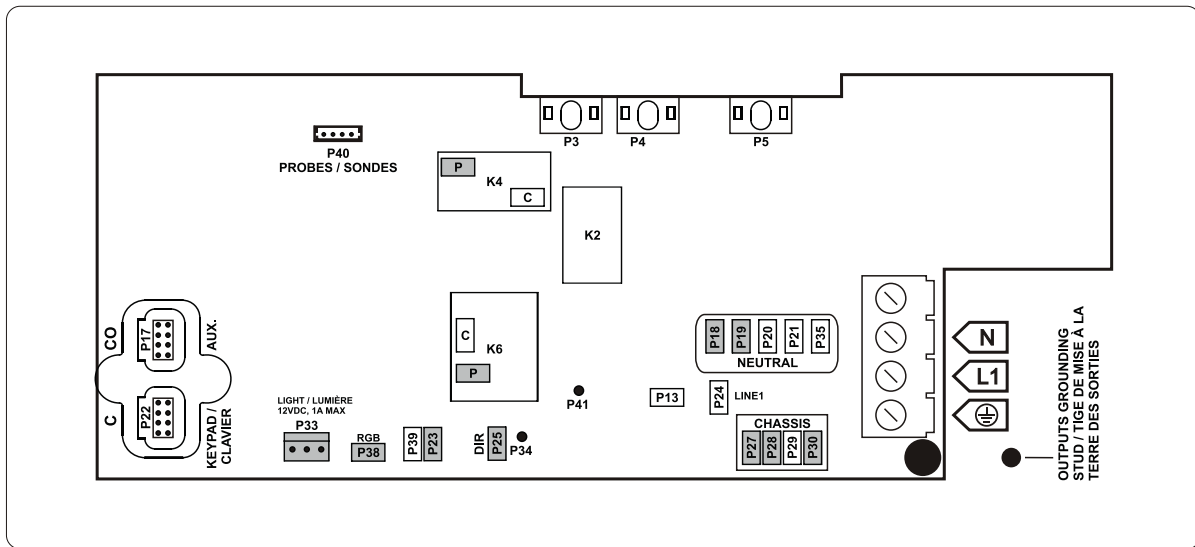 P3
P4
P5
P40
PROBES / SONDES
P
K4
C
K2
CO
P17
AUX.
C
P22
KEYPAD /
CLAVIER
C
K6
P
P41
P18
P19
P20
P21
P35
NEUTRAL
P13
P24
LINE1
N
L1
LIGHT / LUMIÈRE
12VDC, 1A MAX
P33
RGB
P38
P39
P23
DIR
P25
P34
CHASSIS
P27
P28
P29
P30
OUTPUTS GROUNDING
STUD / TIGE DE MISE À LA
TERRE DES SORTIES